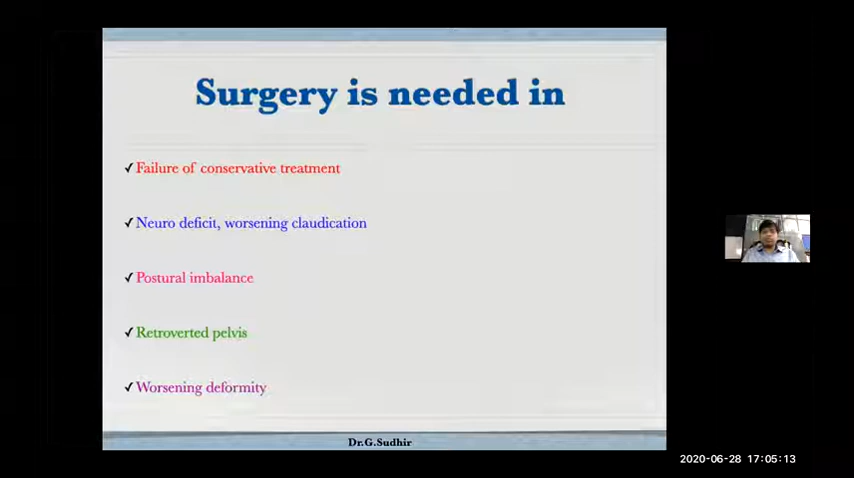 Surgery is needed in
✓Failure of conservative treatment
✓Neuro deficit, worsening claudication
✓Postural imbalance
✓Retroverted pelvis
✓Worsening deformity
Dr.G.Sudhir
2020-06-28 17:05:13